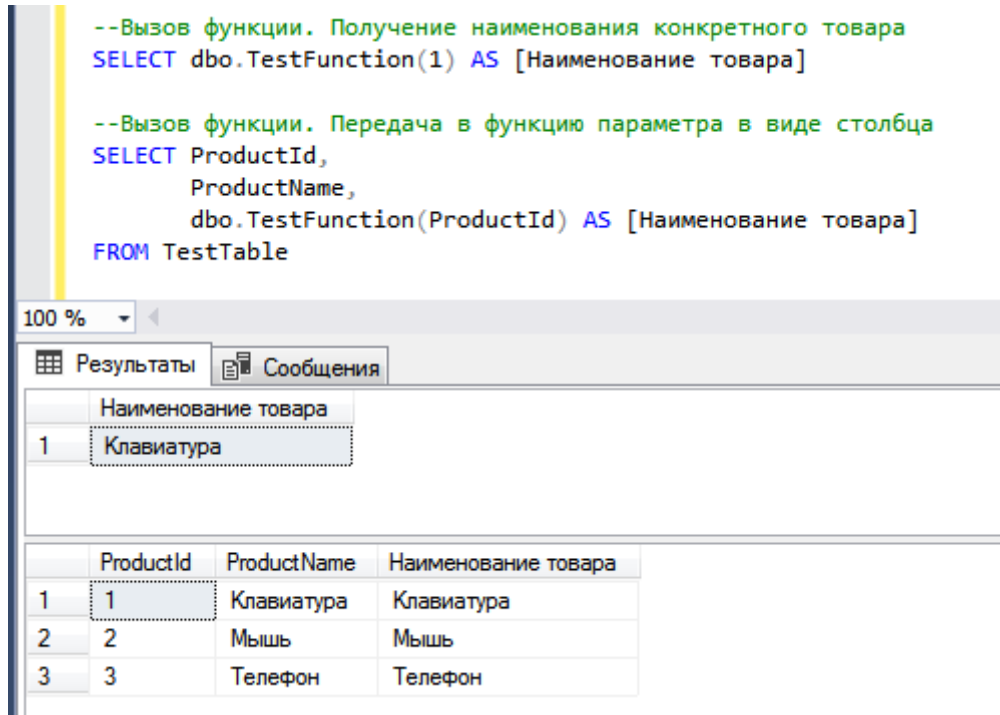 --Вызов функции. Получение наименования конкретного товара
SELECT dbo.TestFunction(1) AS [Наименование товара]
--Вызов функции. Передача в функцию параметра в виде столбца
SELECT ProductId,
ProductName,
dbo.TestFunction(ProductId) AS [Наименование товара]
FROM TestTable
100 %
Результаты Сообщения
Наименование товара
1 Клавиатура
ProductId ProductName Наименование товара
1 1 Клавиатура Клавиатура
2 2 Мышь Мышь
3 3 Телефон Телефон